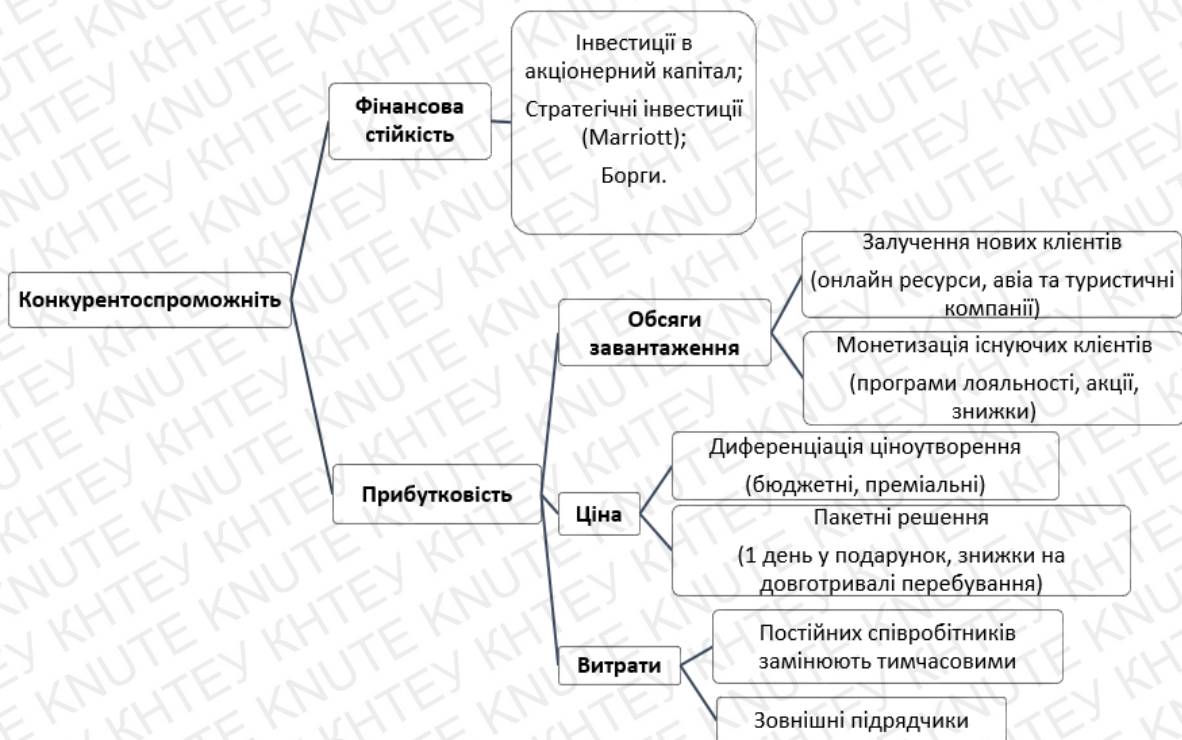 Інвестиції в
акціонерний капітал;
Стратегічні інвестиції
(Marriott);
Борги.
Фінансова
стійкість
Конкурентоспроможніть
Залучення нових клієнтів
(онлайн ресурси, авіа та туристичні
компанії)
Обсяги
завантаження
Монетизація існуючих клієнтів
(програми лояльності, акції,
знижки)
Прибутковість
Диференціація ціноутворення
(бюджетні, преміальні)
Ціна
Пакетні решення
(1 день у подарунок, знижки на
довготривалі перебування)
Постійних співробітників
замінюють тимчасовими
Витрати
Зовнішні підрядчики